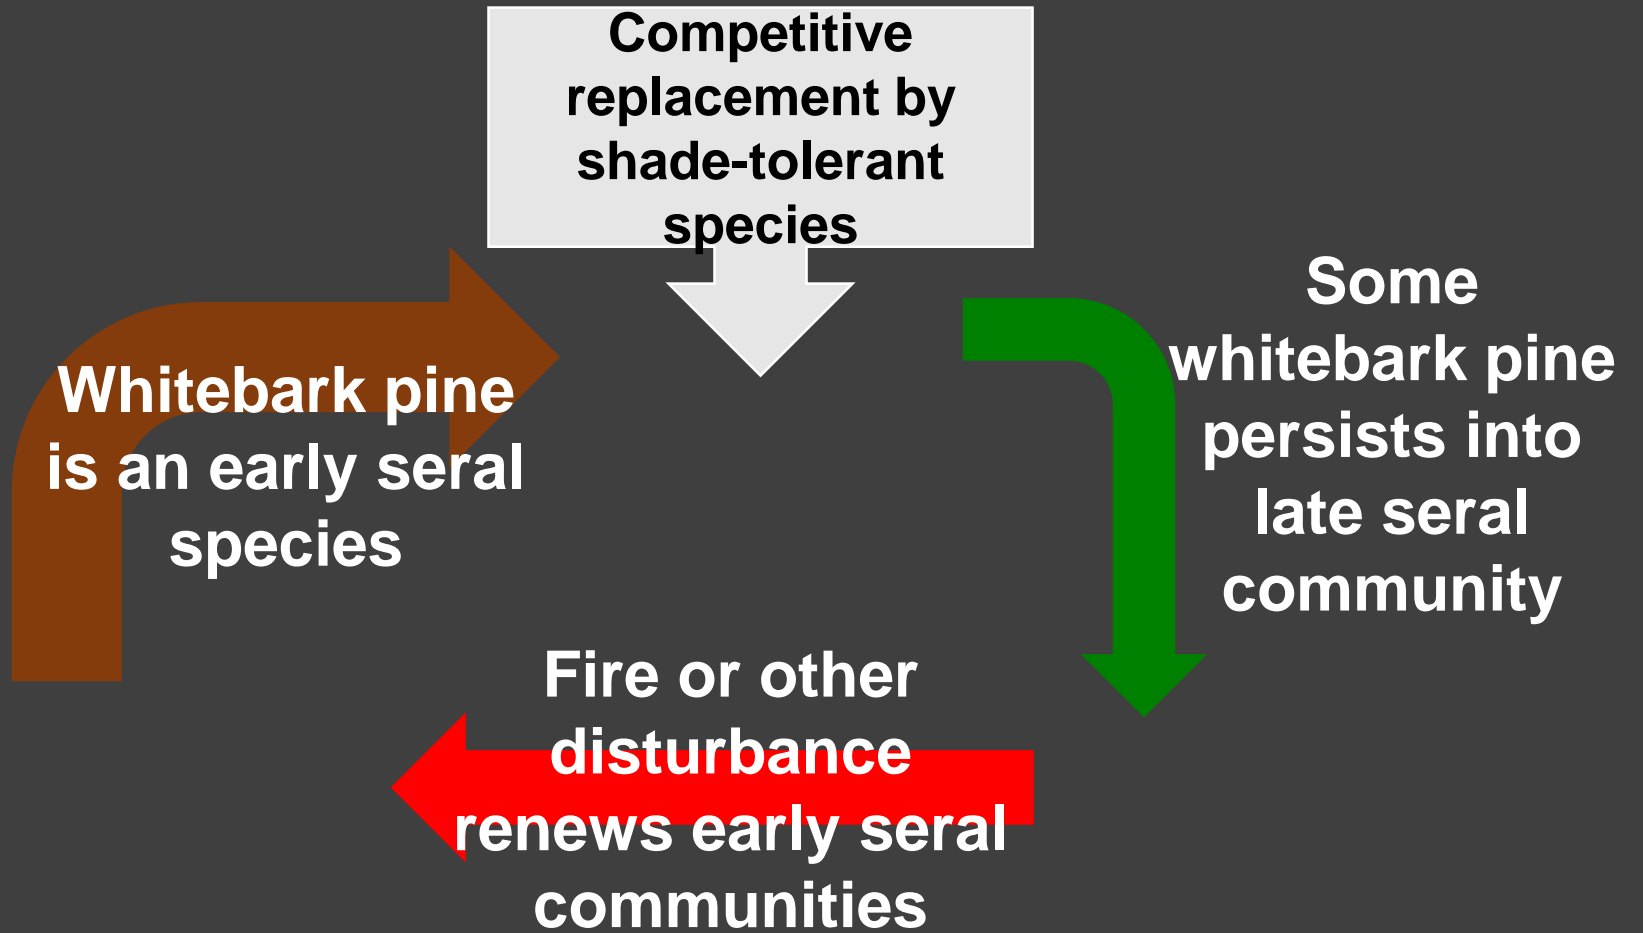 Competitive
replacement by
shade-tolerant
species
Whitebark pine
is an early seral
species
Some
whitebark pine
persists into
late seral
community
Fire or other
disturbance
renews early seral
communities